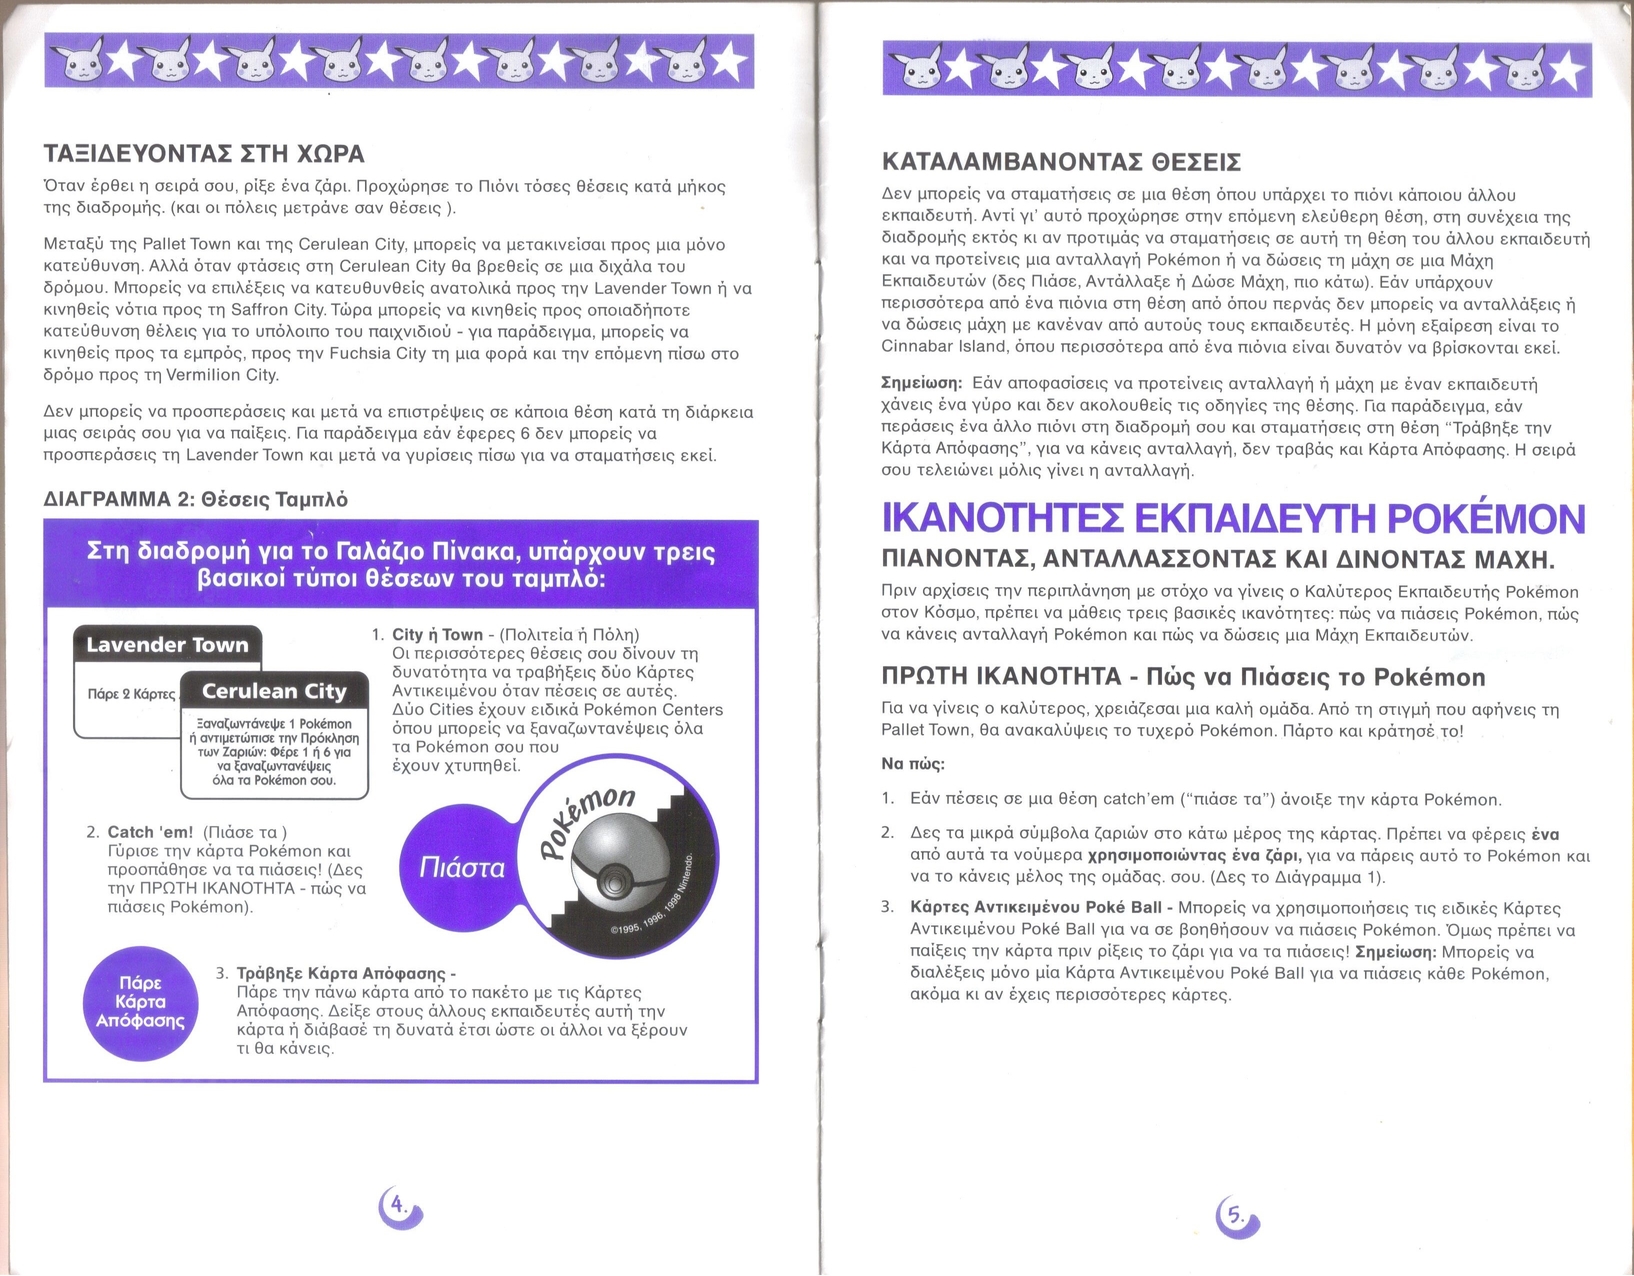 ΤΑΞΙΔΕΥΟΝΤΑΣ ΣΤΗ ΧΩΡΑ
Όταν έρθει η σειρά σου, ρίξε ένα ζάρι. Προχώρησε το Πιόνι τόσες θέσεις κατά μήκος
της διαδρομής. (και οι πόλεις μετράνε σαν θέσεις ).
Μεταξύ της Pallet Town και της Cerulean City, μπορείς να μετακινείσαι προς μια μόνο
κατεύθυνση. Αλλά όταν φτάσεις στη Cerulean City θα βρεθείς σε μια διχάλα του
δρόμου. Μπορείς να επιλέξεις να κατευθυνθείς ανατολικά προς την Lavender Town ή να
κινηθείς νότια προς τη Saffron City. Τώρα μπορείς να κινηθείς προς οποιαδήποτε
κατεύθυνση θέλεις για το υπόλοιπο του παιχνιδιού - για παράδειγμα, μπορείς να
κινηθείς προς τα εμπρός, προς την Fuchsia City τη μια φορά και την επόμενη πίσω στο
δρόμο προς τη Vermilion City.
Δεν μπορείς να προσπεράσεις και μετά να επιστρέψεις σε κάποια θέση κατά τη διάρκεια
μιας σειράς σου για να παίξεις. Για παράδειγμα εάν έφερες 6 δεν μπορείς να
προσπεράσεις τη Lavender Town και μετά να γυρίσεις πίσω για να σταματήσεις εκεί.
ΔΙΑΓΡΑΜΜΑ 2: Θέσεις Ταμπλό
Στη διαδρομή για το Γαλάζιο Πίνακα, υπάρχουν τρεις
βασικοί τύποι θέσεων του ταμπλό:
Lavender Town
Πάρε 2 Κάρτες
Cerulean City
Ξαναζωντάνεψε 1 Pokémon
ή αντιμετώπισε την Πρόκληση
των Ζαριών: Φέρε 1 ή 6 για
να ξαναζωντανέψεις
όλα τα Pokémon σου.
1. City ή Town - (Πολιτεία ή Πόλη)
Οι περισσότερες θέσεις σου δίνουν τη
δυνατότητα να τραβήξεις δύο Κάρτες
Αντικειμένου όταν πέσεις σε αυτές.
Δύο Cities έχουν ειδικά Pokémon Centers
όπου μπορείς να ξαναζωντανέψεις όλα
τα Pokémon σου που
έχουν χτυπηθεί.
2. Catch 'em! (Πιάσε τα )
Γύρισε την κάρτα Pokémon και
προσπάθησε να τα πιάσεις! (Δες
την ΠΡΩΤΗ ΙΚΑΝΟΤΗΤΑ - πώς να
πιάσεις Pokémon).
Πιάστα
Pokémon
©1995, 1996, 1998 Nintendo.
Πάρε
Κάρτα
Απόφασης
3. Τράβηξε Κάρτα Απόφασης -
Πάρε την πάνω κάρτα από το πακέτο με τις Κάρτες
Απόφασης. Δείξε στους άλλους εκπαιδευτές αυτή την
κάρτα ή διάβασέ τη δυνατά έτσι ώστε οι άλλοι να ξέρουν
τι θα κάνεις.
4.
ΚΑΤΑΛΑΜΒΑΝΟΝΤΑΣ ΘΕΣΕΙΣ
Δεν μπορείς να σταματήσεις σε μια θέση όπου υπάρχει το πιόνι κάποιου άλλου
εκπαιδευτή. Αντί γι' αυτό προχώρησε στην επόμενη ελεύθερη θέση, στη συνέχεια της
διαδρομής εκτός κι αν προτιμάς να σταματήσεις σε αυτή τη θέση του άλλου εκπαιδευτή
και να προτείνεις μια ανταλλαγή Pokémon ή να δώσεις τη μάχη σε μια Μάχη
Εκπαιδευτών (δες Πιάσε, Αντάλλαξε ή Δώσε Μάχη, πιο κάτω). Εάν υπάρχουν
περισσότερα από ένα πιόνια στη θέση από όπου περνάς δεν μπορείς να ανταλλάξεις ή
να δώσεις μάχη με κανέναν από αυτούς τους εκπαιδευτές. Η μόνη εξαίρεση είναι το
Cinnabar Island, όπου περισσότερα από ένα πιόνια είναι δυνατόν να βρίσκονται εκεί.
Σημείωση: Εάν αποφασίσεις να προτείνεις ανταλλαγή ή μάχη με έναν εκπαιδευτή
χάνεις ένα γύρο και δεν ακολουθείς τις οδηγίες της θέσης. Για παράδειγμα, εάν
περάσεις ένα άλλο πιόνι στη διαδρομή σου και σταματήσεις στη θέση “Τράβηξε την
Κάρτα Απόφασης”, για να κάνεις ανταλλαγή, δεν τραβάς και Κάρτα Απόφασης. Η σειρά
σου τελειώνει μόλις γίνει η ανταλλαγή.
ΙΚΑΝΟΤΗΤΕΣ ΕΚΠΑΙΔΕΥΤΗ POKÉMON
ΠΙΑΝΟΝΤΑΣ, ΑΝΤΑΛΛΑΣΣΟΝΤΑΣ ΚΑΙ ΔΙΝΟΝΤΑΣ ΜΑΧΗ.
Πριν αρχίσεις την περιπλάνηση με στόχο να γίνεις ο Καλύτερος Εκπαιδευτής Pokémon
στον Κόσμο, πρέπει να μάθεις τρεις βασικές ικανότητες: πώς να πιάσεις Pokémon, πώς
να κάνεις ανταλλαγή Pokémon και πώς να δώσεις μια Μάχη Εκπαιδευτών.
ΠΡΩΤΗ ΙΚΑΝΟΤΗΤΑ - Πώς να Πιάσεις το Pokémon
Για να γίνεις ο καλύτερος, χρειάζεσαι μια καλή ομάδα. Από τη στιγμή που αφήνεις τη
Pallet Town, θα ανακαλύψεις το τυχερό Pokémon. Πάρτο και κράτησέ το!
Να πώς:
1. Εάν πέσεις σε μια θέση catch'em (“πιάσε τα”) άνοιξε την κάρτα Pokémon.
2. Δες τα μικρά σύμβολα ζαριών στο κάτω μέρος της κάρτας. Πρέπει να φέρεις ένα
από αυτά τα νούμερα χρησιμοποιώντας ένα ζάρι, για να πάρεις αυτό το Pokémon και
να το κάνεις μέλος της ομάδας. σου. (Δες το Διάγραμμα 1).
3. Κάρτες Αντικειμένου Poké Ball - Μπορείς να χρησιμοποιήσεις τις ειδικές Κάρτες
Αντικειμένου Poké Ball για να σε βοηθήσουν να πιάσεις Pokémon. Όμως πρέπει να
παίξεις την κάρτα πριν ρίξεις το ζάρι για να τα πιάσεις! Σημείωση: Μπορείς να
διαλέξεις μόνο μία Κάρτα Αντικειμένου Poké Ball για να πιάσεις κάθε Pokémon,
ακόμα κι αν έχεις περισσότερες κάρτες.
5.